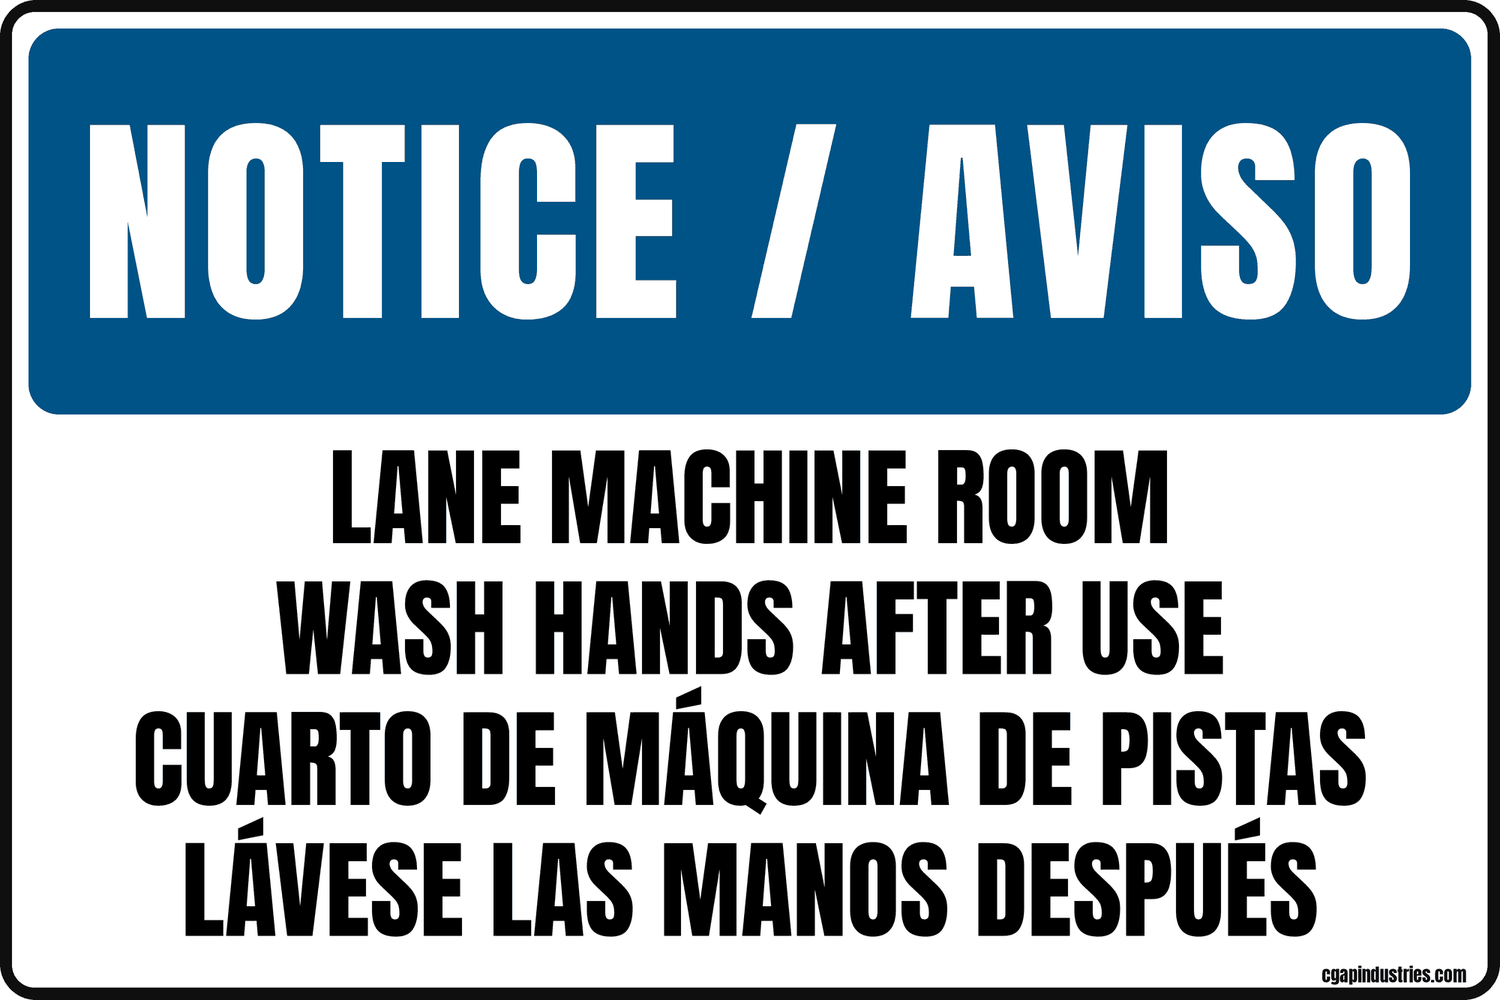 NOTICE / AVISO
LANE MACHINE ROOM
WASH HANDS AFTER USE
CUARTO DE MÁQUINA DE PISTAS
LÁVESE LAS MANOS DESPUÉS
cgapindustries.com